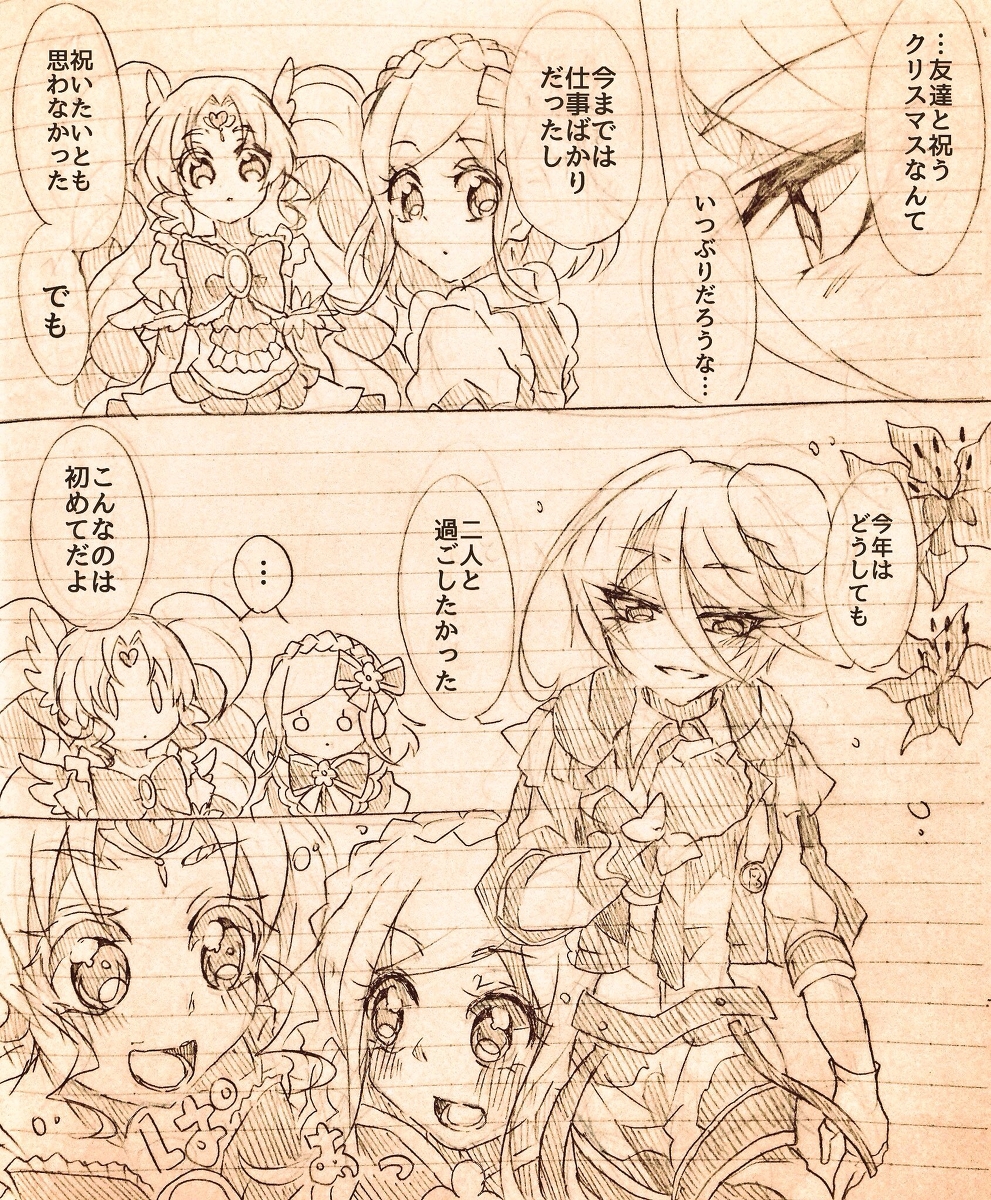 …友達と祝う
クリスマスなんて
いつぶりだろうな…
今までは
仕事ばかり
だったし
祝いたいとも
思わなかった
でも
今年は
どうしても
二人と
過ごしたかった
…
こんなのは
初めてだよ
ぱぁ
ぱぁっ